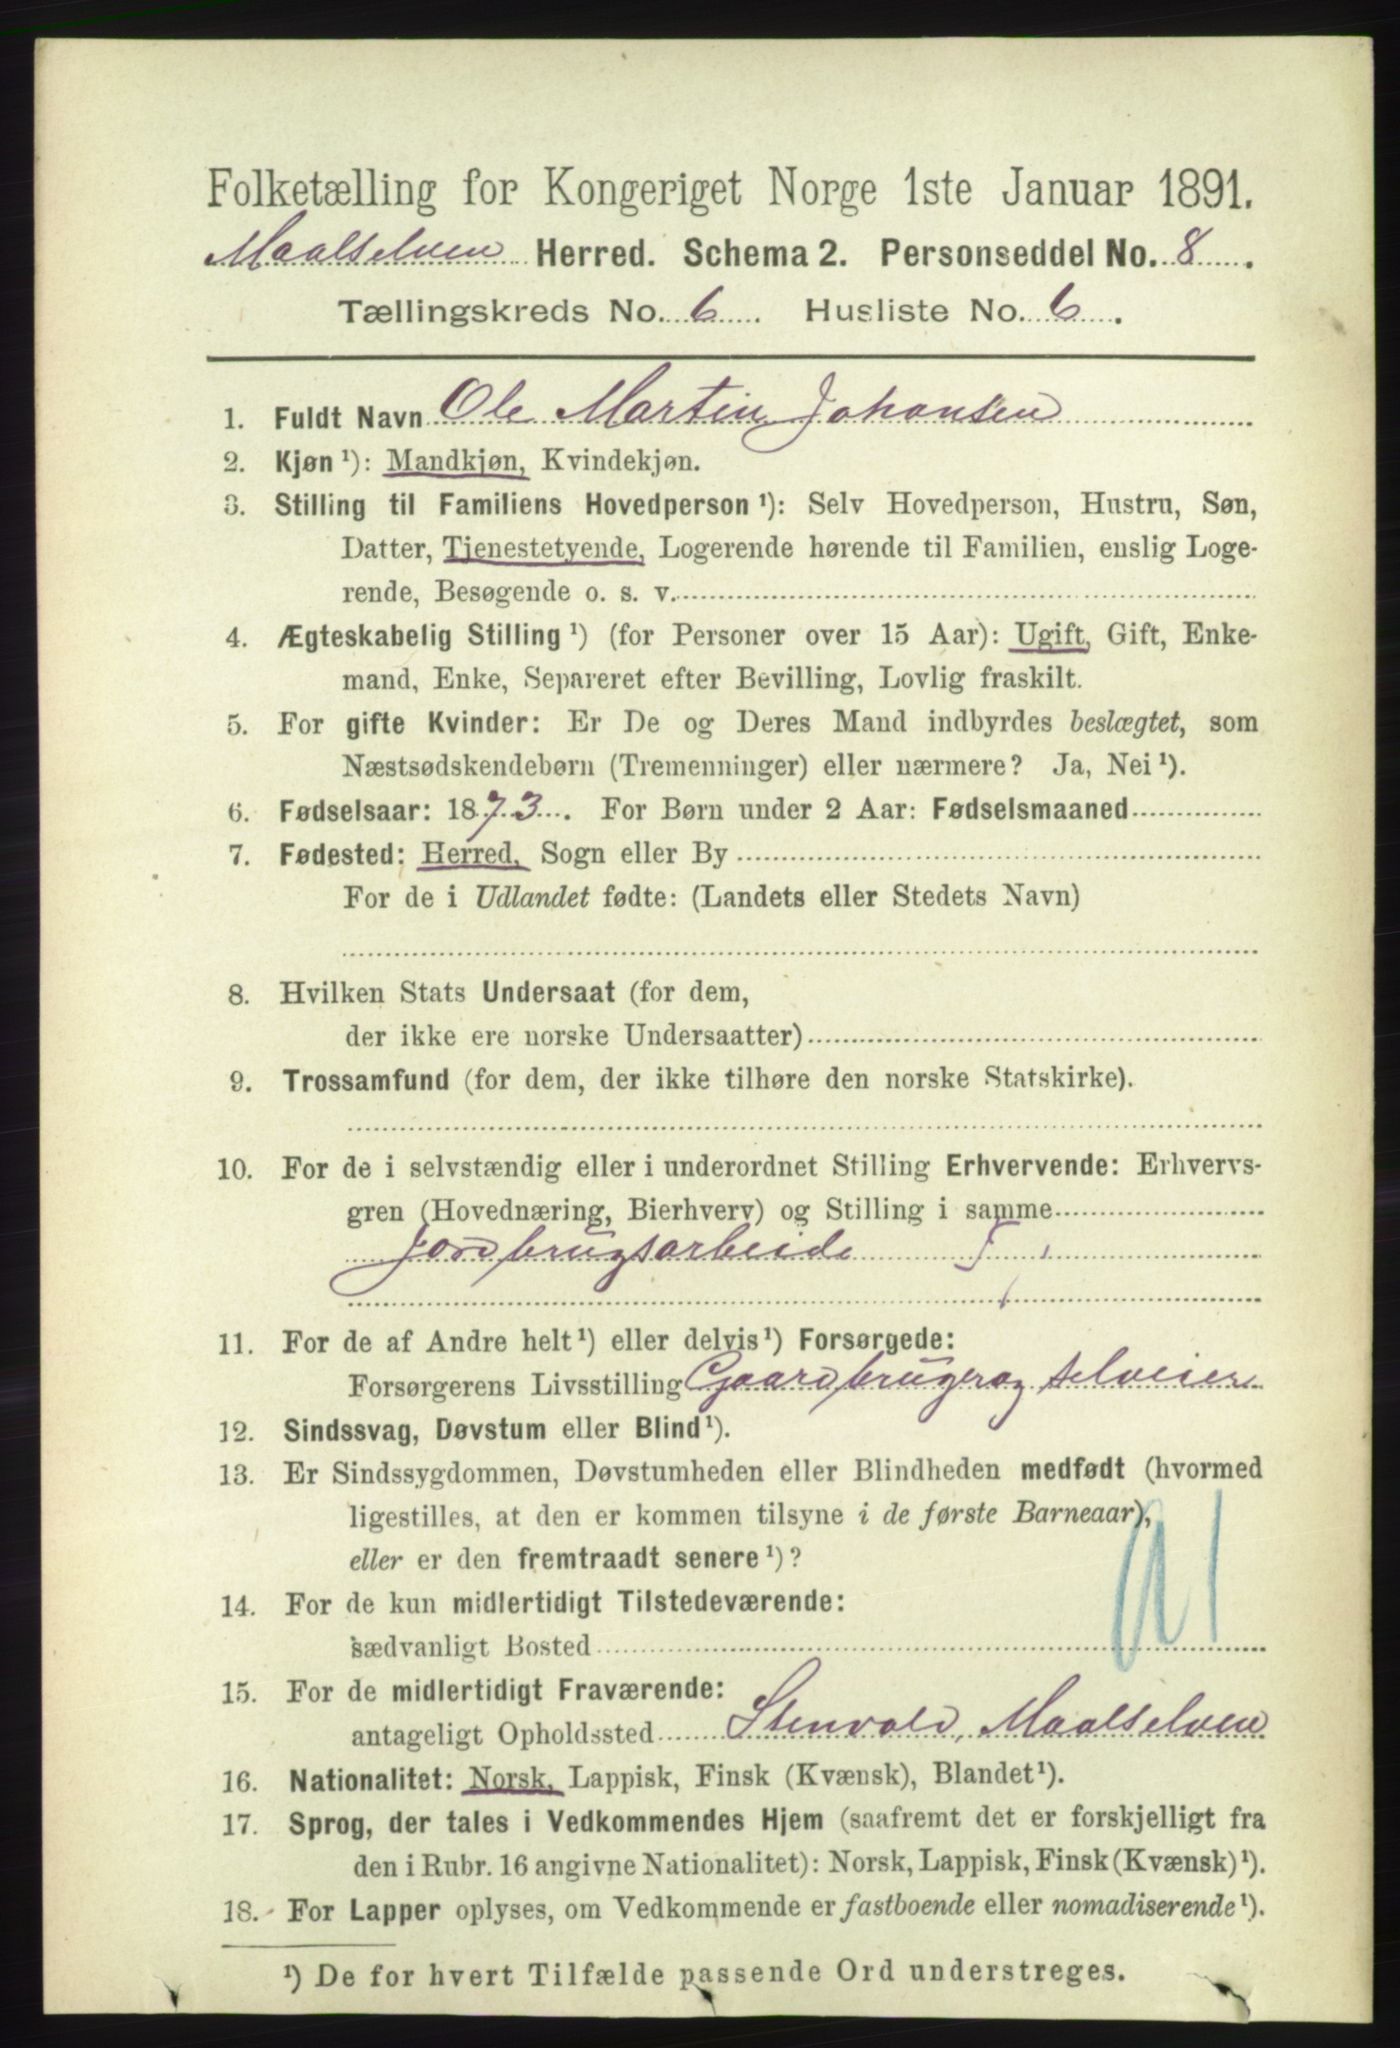 Folketælling for Kongeriget Norge 1ste Januar 1891.
Maalselven Herred. Schema 2. Personseddel No. 8.
Tællingskreds No. 6. Husliste No. 6.
1. Fuldt Navn Ole Martin Johansen
2. Kjøn ¹): Mandkjøn, Kvindekjøn.
3. Stilling til Familiens Hovedperson ¹): Selv Hovedperson, Hustru, Søn,
Datter, Tjenestetyende, Logerende hørende til Familien, enslig Loge-
rende, Besøgende o. s. v.
4. Ægteskabelig Stilling ¹) (for Personer over 15 Aar): Ugift, Gift, Enke-
mand, Enke, Separeret efter Bevilling, Lovlig fraskilt.
5. For gifte Kvinder: Er De og Deres Mand indbyrdes beslægtet, som
Næstsødskendebørn (Tremenninger) eller nærmere? Ja, Nei ¹).
6. Fødselsaar: 1873. For Børn under 2 Aar: Fødselsmaaned
7. Fødested: Herred, Sogn eller By
For de i Udlandet fødte: (Landets eller Stedets Navn)
8. Hvilken Stats Undersaat (for dem,
der ikke ere norske Undersaatter)
9. Trossamfund (for dem, der ikke tilhøre den norske Statskirke).
10. For de i selvstændig eller i underordnet Stilling Erhvervende: Erhvervs-
gren (Hovednæring, Bierhverv) og Stilling i samme
Jordbrugsarbeide
11. For de af Andre helt ¹) eller delvis ¹) Forsørgede:
Forsørgerens Livsstilling Gaardbruger og selveier
12. Sindssvag, Døvstum eller Blind ¹).
13. Er Sindssygdommen, Døvstumheden eller Blindheden medfødt (hvormed
ligestilles, at den er kommen tilsyne i de første Barneaar),
eller er den fremtraadt senere ¹)?
14. For de kun midlertidigt Tilstedeværende:
sædvanligt Bosted
15. For de midlertidigt Fraværende:
antageligt Opholdssted Stenvold, Maalselven
16. Nationalitet: Norsk, Lappisk, Finsk (Kvænsk), Blandet ¹).
17. Sprog, der tales i Vedkommendes Hjem (saafremt det er forskjelligt fra
den i Rubr. 16 angivne Nationalitet): Norsk, Lappisk, Finsk (Kvænsk) ¹).
18. For Lapper oplyses, om Vedkommende er fastboende eller nomadiserende ¹).
¹) De for hvert Tilfælde passende Ord understreges.